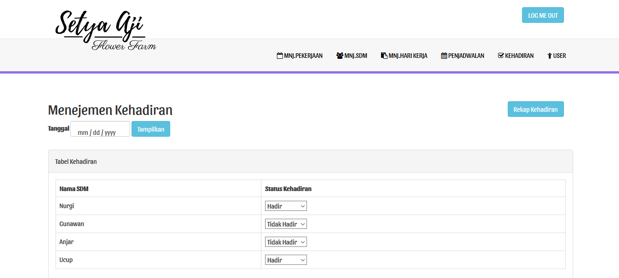 Setya Aji
Flower Farm
LOG ME OUT
MNJ.PEKERJAAN MNJ.SDM MNJ.HARI KERJA PENJADWALAN KEHADIRAN USER
Menejemen Kehadiran
Rekap Kehadiran
Tanggal mm / dd / yyyy Tampilkan
Tabel Kehadiran
Nama SDM Status Kehadiran
Nurgi Hadir
Gunawan Tidak Hadir
Anjar Tidak Hadir
Ucup Hadir